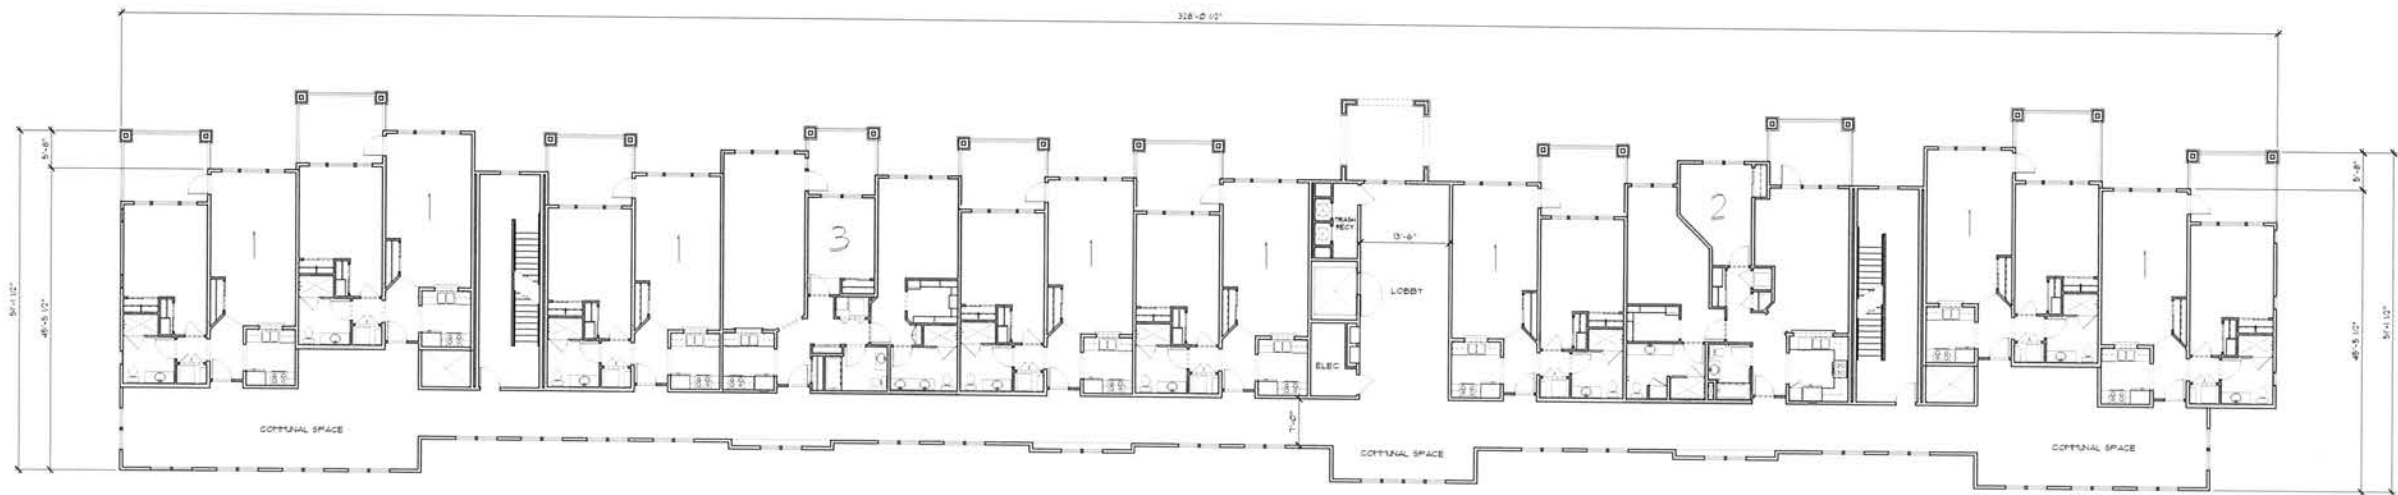 328'-0 1/2"
5'-8"
51'-1 1/2"
45'-5 1/2"
1
1
1
3
1
1
TRASH
RECY
13'-6"
LOBBY
ELEC
7'-0"
1
2
1
1
5'-8"
45'-5 1/2"
51'-1 1/2"
COMMUNAL SPACE
COMMUNAL SPACE
COMMUNAL SPACE